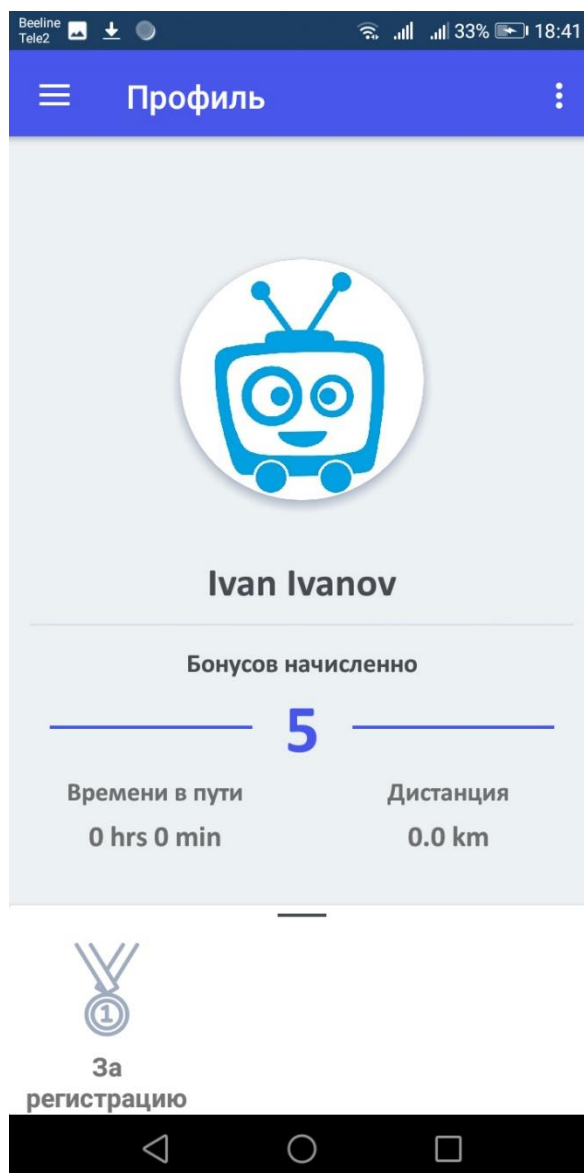 Beeline
Tele2
33% 18:41
Профиль
Ivan Ivanov
Бонусов начисленно
5
Времени в пути
Дистанция
0 hrs 0 min
0.0 km
1
За
регистрацию